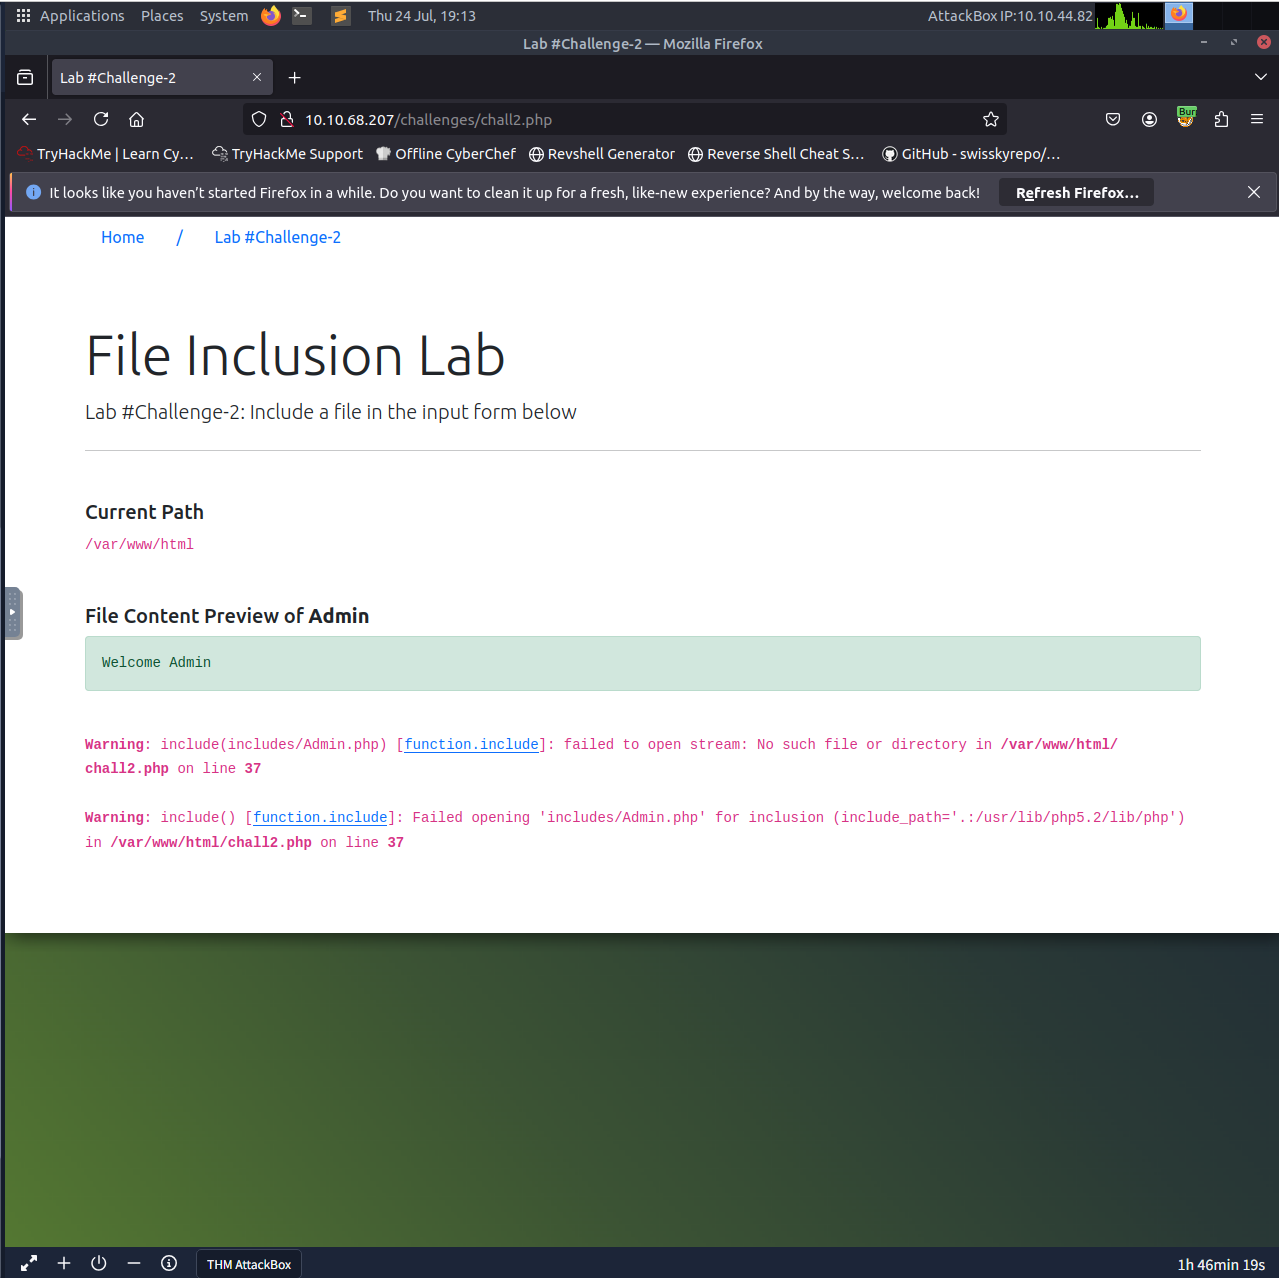 Applications Places System Thu 24 Jul, 19:13 AttackBox IP:10.10.44.82
Lab #Challenge-2 — Mozilla Firefox
Lab #Challenge-2
10.10.68.207/challenges/chall2.php
Burp
TryHackMe | Learn Cy… TryHackMe Support Offline CyberChef Revshell Generator Reverse Shell Cheat S… GitHub - swisskyrepo/…
It looks like you haven't started Firefox in a while. Do you want to clean it up for a fresh, like-new experience? And by the way, welcome back! Refresh Firefox…
Home / Lab #Challenge-2
File Inclusion Lab
Lab #Challenge-2: Include a file in the input form below
Current Path
/var/www/html
File Content Preview of Admin
Welcome Admin
Warning: include(includes/Admin.php) [function.include]: failed to open stream: No such file or directory in /var/www/html/
chall2.php on line 37
Warning: include() [function.include]: Failed opening 'includes/Admin.php' for inclusion (include_path='.:/usr/lib/php5.2/lib/php')
in /var/www/html/chall2.php on line 37
THM AttackBox 1h 46min 19s